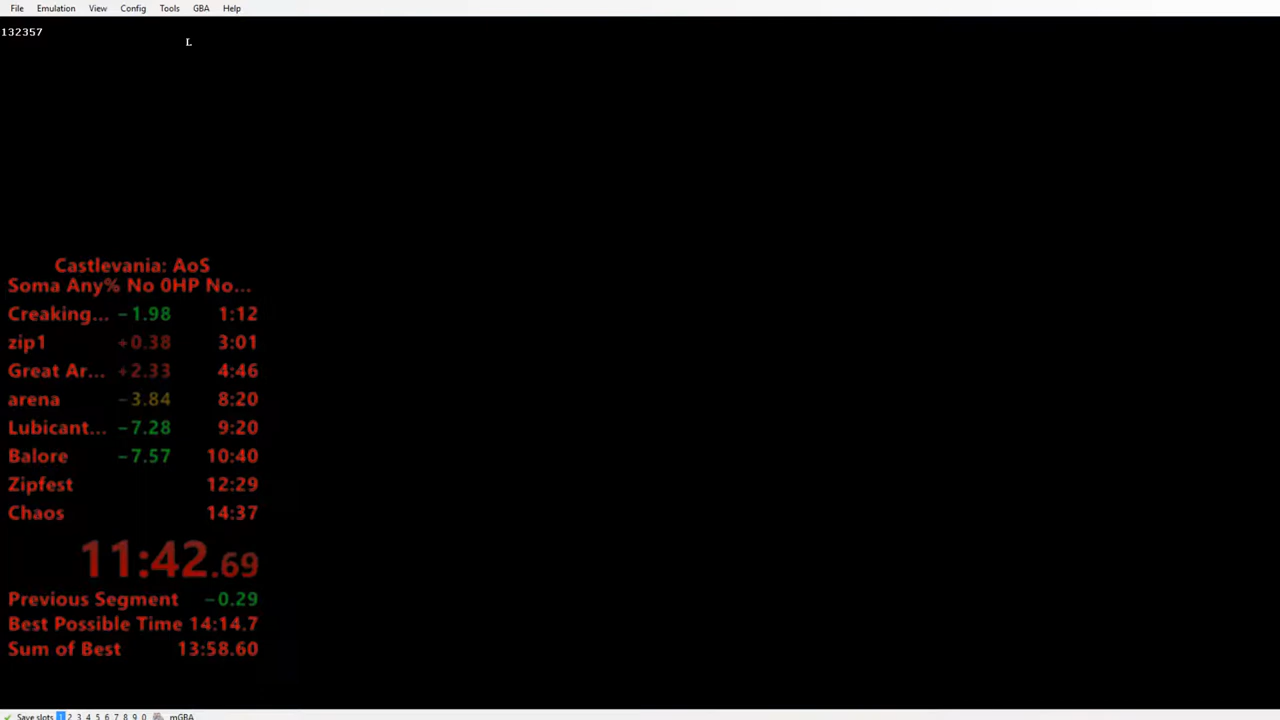 File Emulation View Config Tools GBA Help
132357
L
Castlevania: AoS
Soma Any% No 0HP No...
Creaking... -1.98 1:12
zip1 +0.38 3:01
Great Ar... +2.33 4:46
arena -3.84 8:20
Lubicant... -7.28 9:20
Balore -7.57 10:40
Zipfest 12:29
Chaos 14:37
11:42.69
Previous Segment -0.29
Best Possible Time 14:14.7
Sum of Best 13:58.60
Save slots 1 2 3 4 5 6 7 8 9 0 mGBA